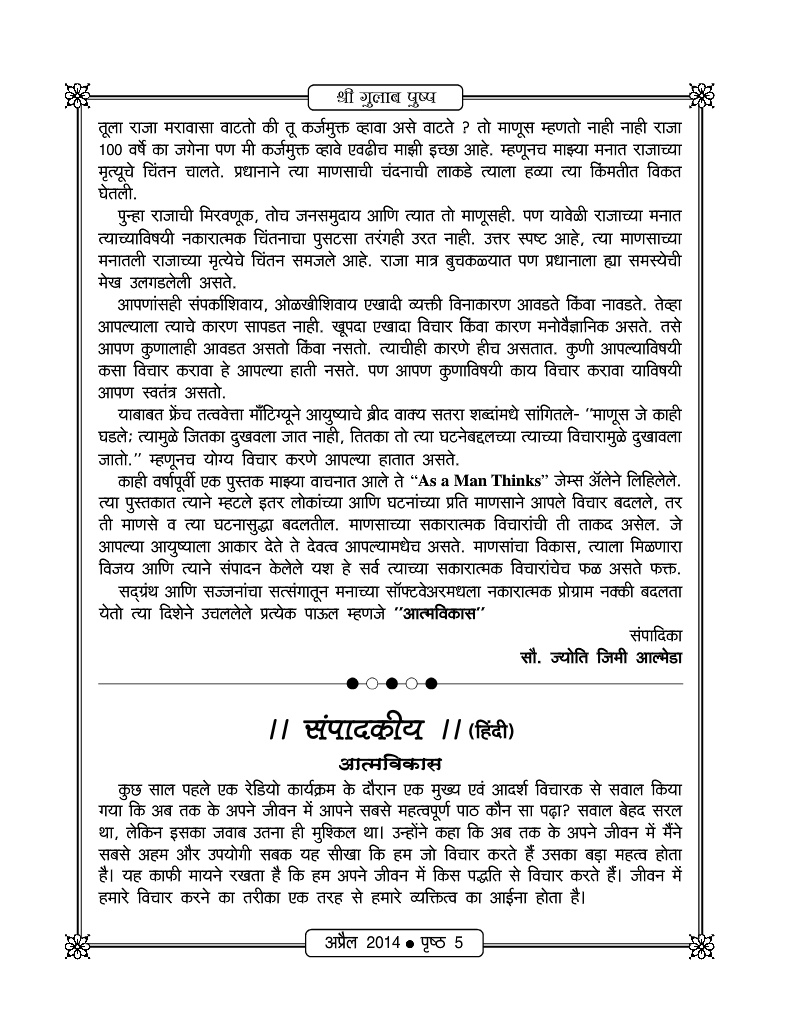 श्री गुलाब पुष्प
तूला राजा मरावासा वाटतो की तू कर्जमुक्त व्हावा असे वाटते ? तो माणूस म्हणतो नाही नाही राजा
100 वर्षे का जगेना पण मी कर्जमुक्त व्हावे एवढीच माझी इच्छा आहे. म्हणूनच माझ्या मनात राजाच्या
मृत्यूचे चिंतन चालते. प्रधानाने त्या माणसाची चंदनाची लाकडे त्याला हव्या त्या किंमतीत विकत
घेतली.
पुन्हा राजाची मिरवणूक, तोच जनसमुदाय आणि त्यात तो माणूसही. पण यावेळी राजाच्या मनात
त्याच्याविषयी नकारात्मक चिंतनाचा पुसटसा तरंगही उरत नाही. उत्तर स्पष्ट आहे, त्या माणसाच्या
मनातली राजाच्या मृत्येचे चिंतन समजले आहे. राजा मात्र बुचकळ्यात पण प्रधानाला ह्या समस्येची
मेख उलगडलेली असते.
आपणांसही संपर्काशिवाय, ओळखीशिवाय एखादी व्यक्ती विनाकारण आवडते किंवा नावडते. तेव्हा
आपल्याला त्याचे कारण सापडत नाही. खूपदा एखादा विचार किंवा कारण मनोवैज्ञानिक असते. तसे
आपण कुणालाही आवडत असतो किंवा नसतो. त्याचीही कारणे हीच असतात. कुणी आपल्याविषयी
कसा विचार करावा हे आपल्या हाती नसते. पण आपण कुणाविषयी काय विचार करावा याविषयी
आपण स्वतंत्र असतो.
याबाबत फ्रेंच तत्ववेत्ता माँटिग्यूने आयुष्याचे ब्रीद वाक्य सतरा शब्दांमधे सांगितले- ''माणूस जे काही
घडले; त्यामुळे जितका दुखवला जात नाही, तितका तो त्या घटनेबद्दलच्या त्याच्या विचारामुळे दुखावला
जातो.'' म्हणूनच योग्य विचार करणे आपल्या हातात असते.
काही वर्षापूर्वी एक पुस्तक माझ्या वाचनात आले ते “As a Man Thinks” जेम्स ॲलेने लिहिलेले.
त्या पुस्तकात त्याने म्हटले इतर लोकांच्या आणि घटनांच्या प्रति माणसाने आपले विचार बदलले, तर
ती माणसे व त्या घटनासुद्धा बदलतील. माणसाच्या सकारात्मक विचारांची ती ताकद असेल. जे
आपल्या आयुष्याला आकार देते ते देवत्व आपल्यामधेच असते. माणसांचा विकास, त्याला मिळणारा
विजय आणि त्याने संपादन केलेले यश हे सर्व त्याच्या सकारात्मक विचारांचेच फळ असते फक्त.
सद्ग्रंथ आणि सज्जनांचा सत्संगातून मनाच्या सॉफ्टवेअरमधला नकारात्मक प्रोग्राम नक्की बदलता
येतो त्या दिशेने उचललेले प्रत्येक पाऊल म्हणजे ''आत्मविकास''
संपादिका
सौ. ज्योति जिमी आल्मेडा
।। संपादकीय ।। (हिंदी)
आत्मविकास
कुछ साल पहले एक रेडियो कार्यक्रम के दौरान एक मुख्य एवं आदर्श विचारक से सवाल किया
गया कि अब तक के अपने जीवन में आपने सबसे महत्वपूर्ण पाठ कौन सा पढ़ा? सवाल बेहद सरल
था, लेकिन इसका जवाब उतना ही मुश्किल था। उन्होंने कहा कि अब तक के अपने जीवन में मैंने
सबसे अहम और उपयोगी सबक यह सीखा कि हम जो विचार करते हैं उसका बड़ा महत्व होता
है। यह काफी मायने रखता है कि हम अपने जीवन में किस पद्धति से विचार करते हैं। जीवन में
हमारे विचार करने का तरीका एक तरह से हमारे व्यक्तित्व का आईना होता है।
अप्रैल 2014 ● पृष्ठ 5